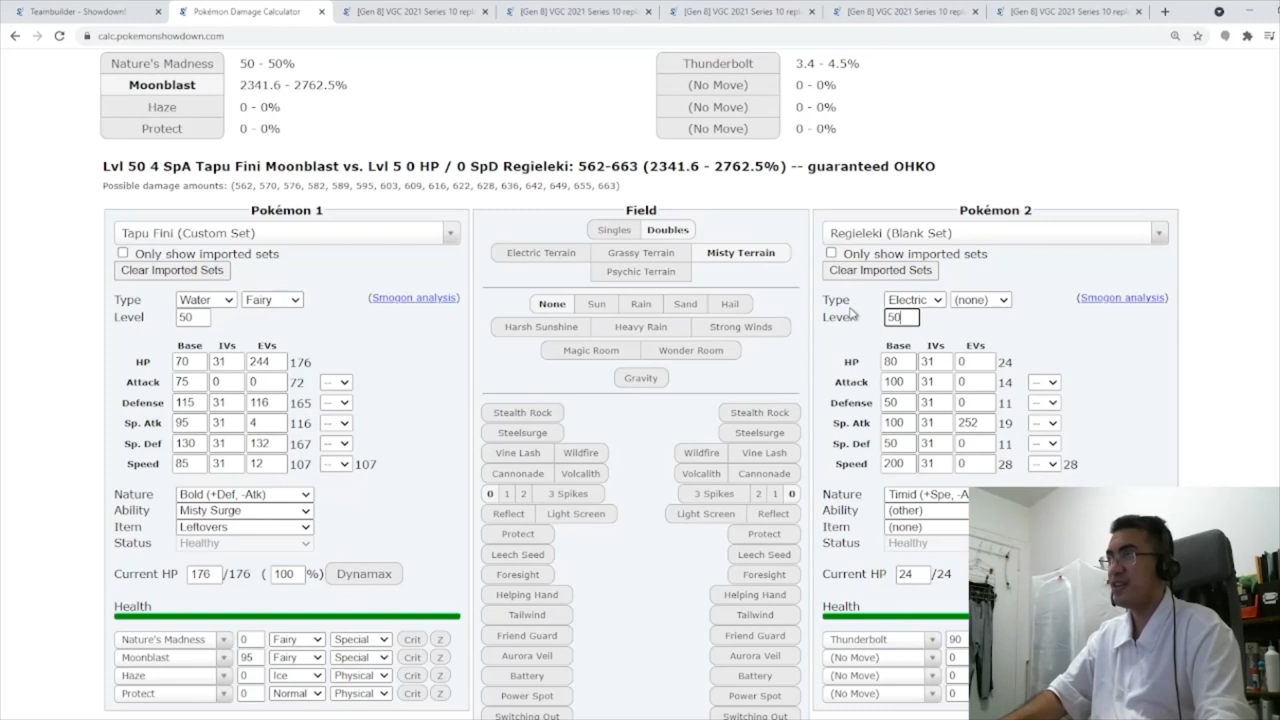 Teambuilder - Showdown! × Pokémon Damage Calculator × [Gen 8] VGC 2021 Series 10 repl × [Gen 8] VGC 2021 Series 10 repl × [Gen 8] VGC 2021 Series 10 repl × [Gen 8] VGC 2021 Series 10 repl × [Gen 8] VGC 2021 Series 10 repl × +
calc.pokemonshowdown.com
Nature's Madness 50 - 50% Thunderbolt 3.4 - 4.5%
Moonblast 2341.6 - 2762.5% (No Move) 0 - 0%
Haze 0 - 0% (No Move) 0 - 0%
Protect 0 - 0% (No Move) 0 - 0%
Lvl 50 4 SpA Tapu Fini Moonblast vs. Lvl 5 0 HP / 0 SpD Regieleki: 562-663 (2341.6 - 2762.5%) -- guaranteed OHKO
Possible damage amounts: (562, 570, 576, 582, 589, 595, 603, 609, 616, 622, 628, 636, 642, 649, 655, 663)
Pokémon 1 Field Pokémon 2
Tapu Fini (Custom Set) Singles Doubles Regieleki (Blank Set)
Only show imported sets Electric Terrain Grassy Terrain Misty Terrain Only show imported sets
Clear Imported Sets Psychic Terrain Clear Imported Sets
Type Water Fairy (Smogon analysis) None Sun Rain Sand Hail Type Electric (none) (Smogon analysis)
Level 50 Level 50
Harsh Sunshine Heavy Rain Strong Winds
Base IVs EVs Magic Room Wonder Room Base IVs EVs
HP 70 31 244 176 HP 80 31 0 24
Attack 75 0 0 72 -- Gravity Attack 100 31 0 14 --
Defense 115 31 116 165 -- Defense 50 31 0 11 --
Sp. Atk 95 31 4 116 -- Stealth Rock Stealth Rock Sp. Atk 100 31 252 19 --
Sp. Def 130 31 132 167 -- Steelsurge Steelsurge Sp. Def 50 31 0 11 --
Speed 85 31 12 107 -- 107 Vine Lash Wildfire Wildfire Vine Lash Speed 200 31 0 28 -- 28
Cannonade Volcalith Volcalith Cannonade
Nature Bold (+Def, -Atk) 0 1 2 3 Spikes 3 Spikes 2 1 0 Nature Timid (+Spe, -A
Ability Misty Surge Reflect Light Screen Light Screen Reflect Ability (other)
Item Leftovers Protect Protect Item (none)
Status Healthy Leech Seed Leech Seed Status Healthy
Current HP 176 /176 ( 100 %) Dynamax Foresight Foresight Current HP 24 /24
Helping Hand Helping Hand
Health Tailwind Tailwind Health
Nature's Madness 0 Fairy Special Crit Z Friend Guard Friend Guard Thunderbolt 90
Moonblast 95 Fairy Special Crit Z Aurora Veil Aurora Veil (No Move) 0
Haze 0 Ice Physical Crit Z Battery Battery (No Move) 0
Protect 0 Normal Physical Crit Z Power Spot Power Spot (No Move) 0
Switching Out Switching Out